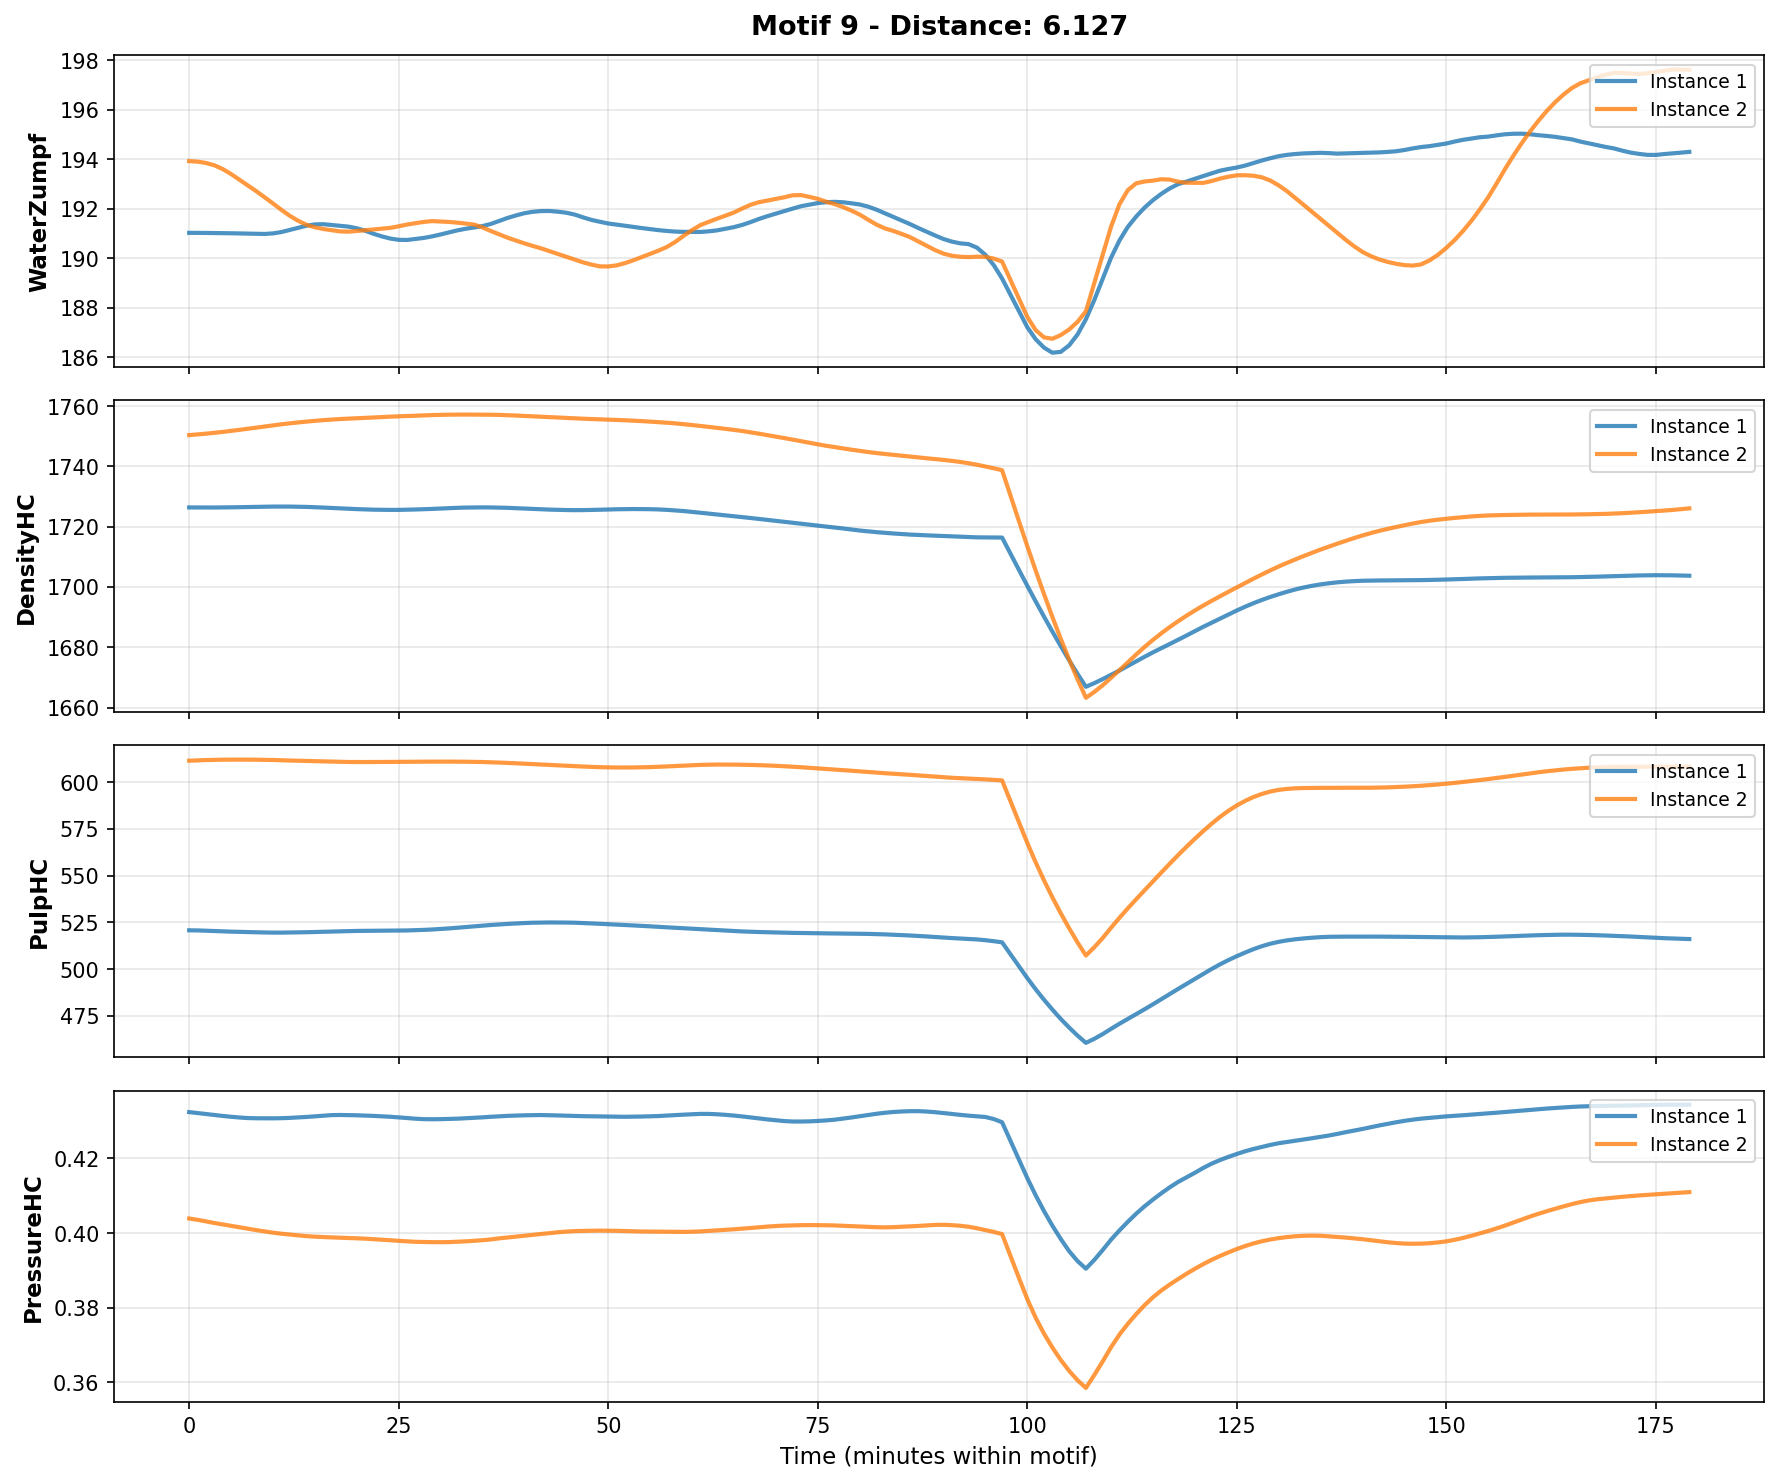 Motif 9 - Distance: 6.127
198
196
194
192
190
188
186
WaterZumpf
Instance 1
Instance 2
1760
1740
1720
1700
1680
1660
DensityHC
Instance 1
Instance 2
600
575
550
525
500
475
PulpHC
Instance 1
Instance 2
0.42
0.40
0.38
0.36
PressureHC
Instance 1
Instance 2
0 25 50 75 100 125 150 175
Time (minutes within motif)